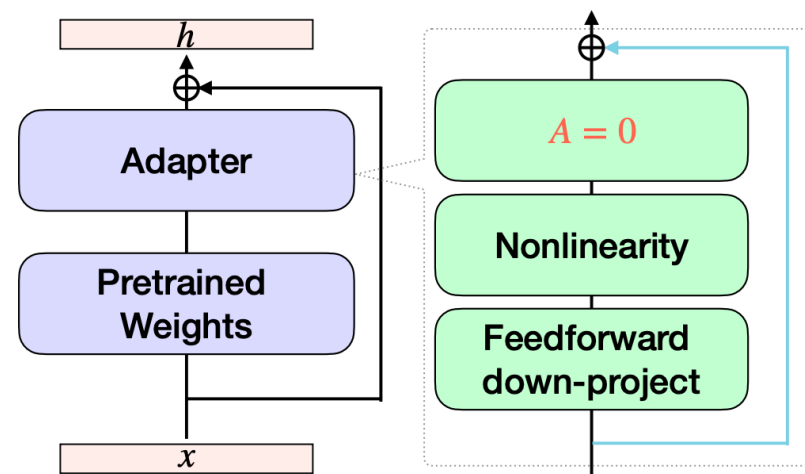 h
Adapter
Pretrained
Weights
x
A = 0
Nonlinearity
Feedforward
down-project